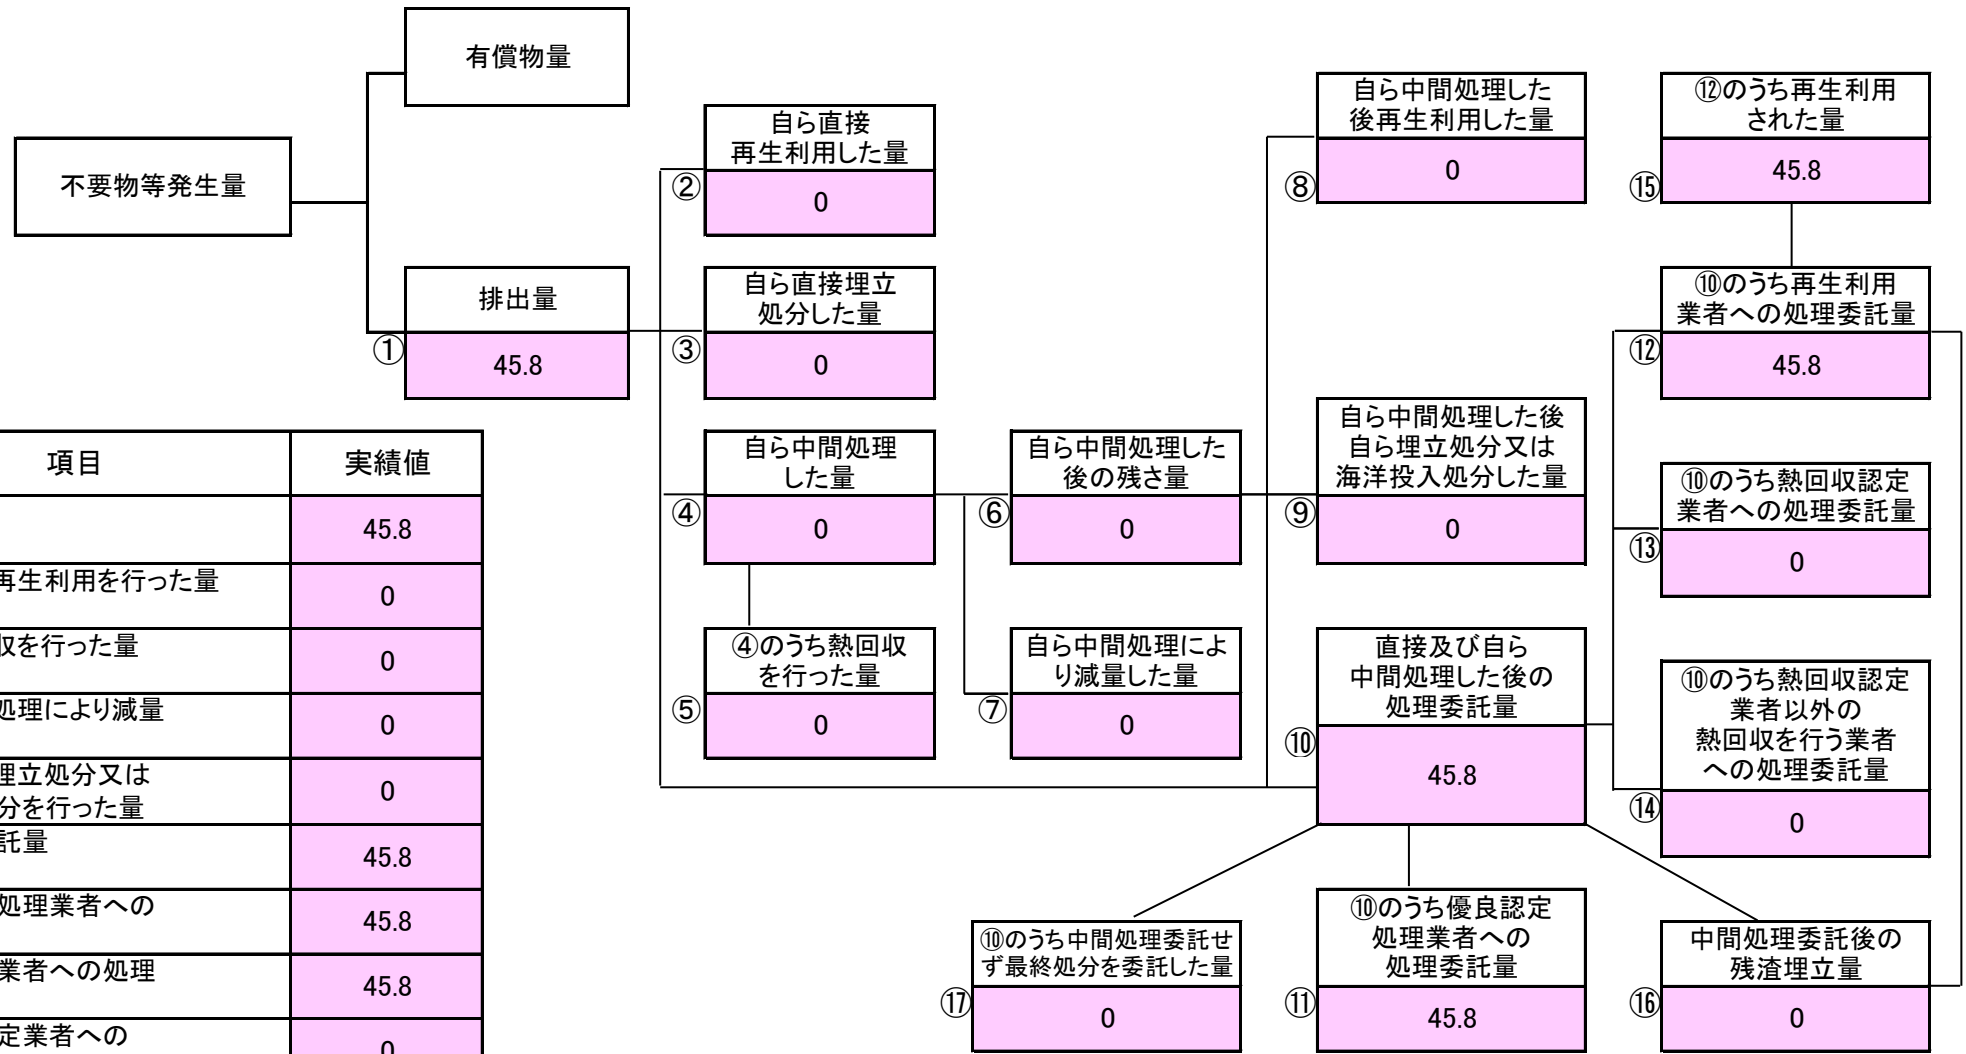 有償物量
不要物等発生量
排出量
①
45.8
自ら直接
再生利用した量
②
0
自ら直接埋立
処分した量
③
0
自ら中間処理
した量
④
0
④のうち熱回収
を行った量
⑤
0
自ら中間処理した
後の残さ量
⑥
0
自ら中間処理によ
り減量した量
⑦
0
自ら中間処理した
後再生利用した量
⑧
0
自ら中間処理した後
自ら埋立処分又は
海洋投入処分した量
⑨
0
直接及び自ら
中間処理した後の
処理委託量
⑩
45.8
⑫のうち再生利用
された量
⑮
45.8
⑩のうち再生利用
業者への処理委託量
⑫
45.8
⑩のうち熱回収認定
業者への処理委託量
⑬
0
⑩のうち熱回収認定
業者以外の
熱回収を行う業者
への処理委託量
⑭
0
⑩のうち中間処理委託せ
ず最終処分を委託した量
⑰
0
⑩のうち優良認定
処理業者への
処理委託量
⑪
45.8
中間処理委託後の
残渣埋立量
⑯
0
項目 実績値
45.8
再生利用を行った量
0
収を行った量
0
処理により減量
0
埋立処分又は
分を行った量
0
託量
45.8
処理業者への
45.8
業者への処理
45.8
定業者への
0